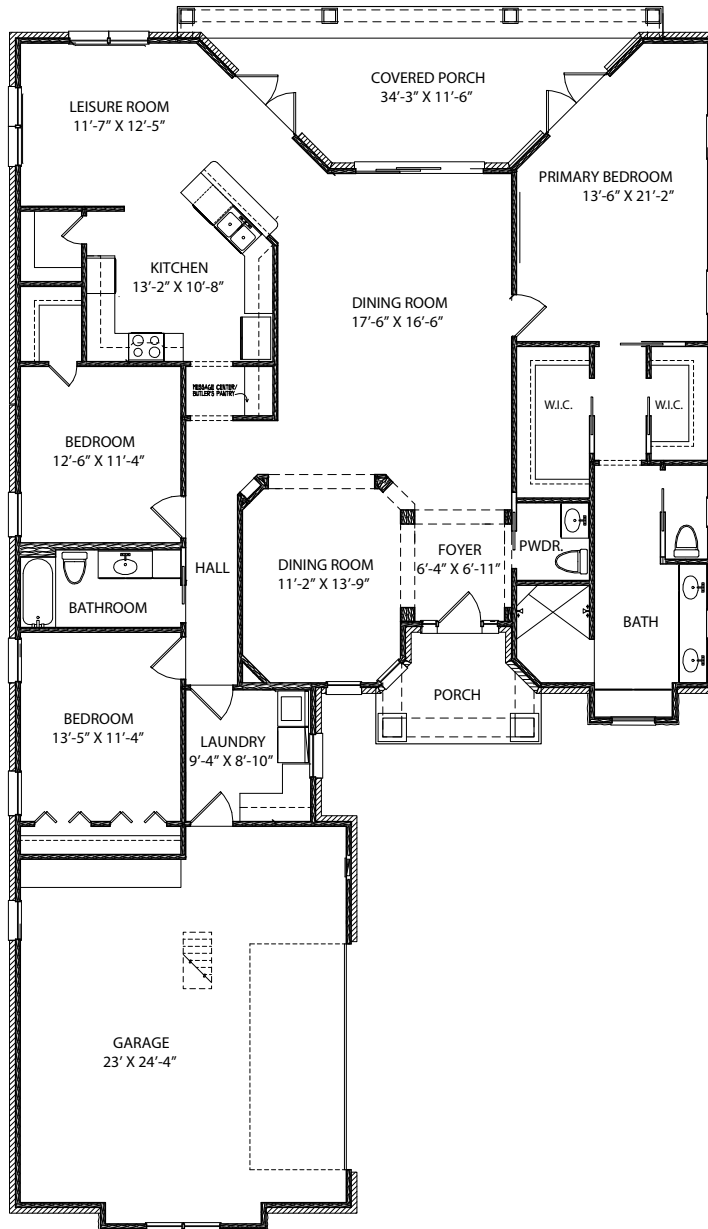 COVERED PORCH
34'-3" X 11'-6"
LEISURE ROOM
11'-7" X 12'-5"
PRIMARY BEDROOM
13'-6" X 21'-2"
KITCHEN
13'-2" X 10'-8"
DINING ROOM
17'-6" X 16'-6"
MESSAGE CENTER/
BUTLER'S PANTRY
W.I.C.
W.I.C.
BEDROOM
12'-6" X 11'-4"
PWDR.
FOYER
6'-4" X 6'-11"
DINING ROOM
11'-2" X 13'-9"
HALL
BATHROOM
BATH
PORCH
BEDROOM
13'-5" X 11'-4"
LAUNDRY
9'-4" X 8'-10"
GARAGE
23' X 24'-4"